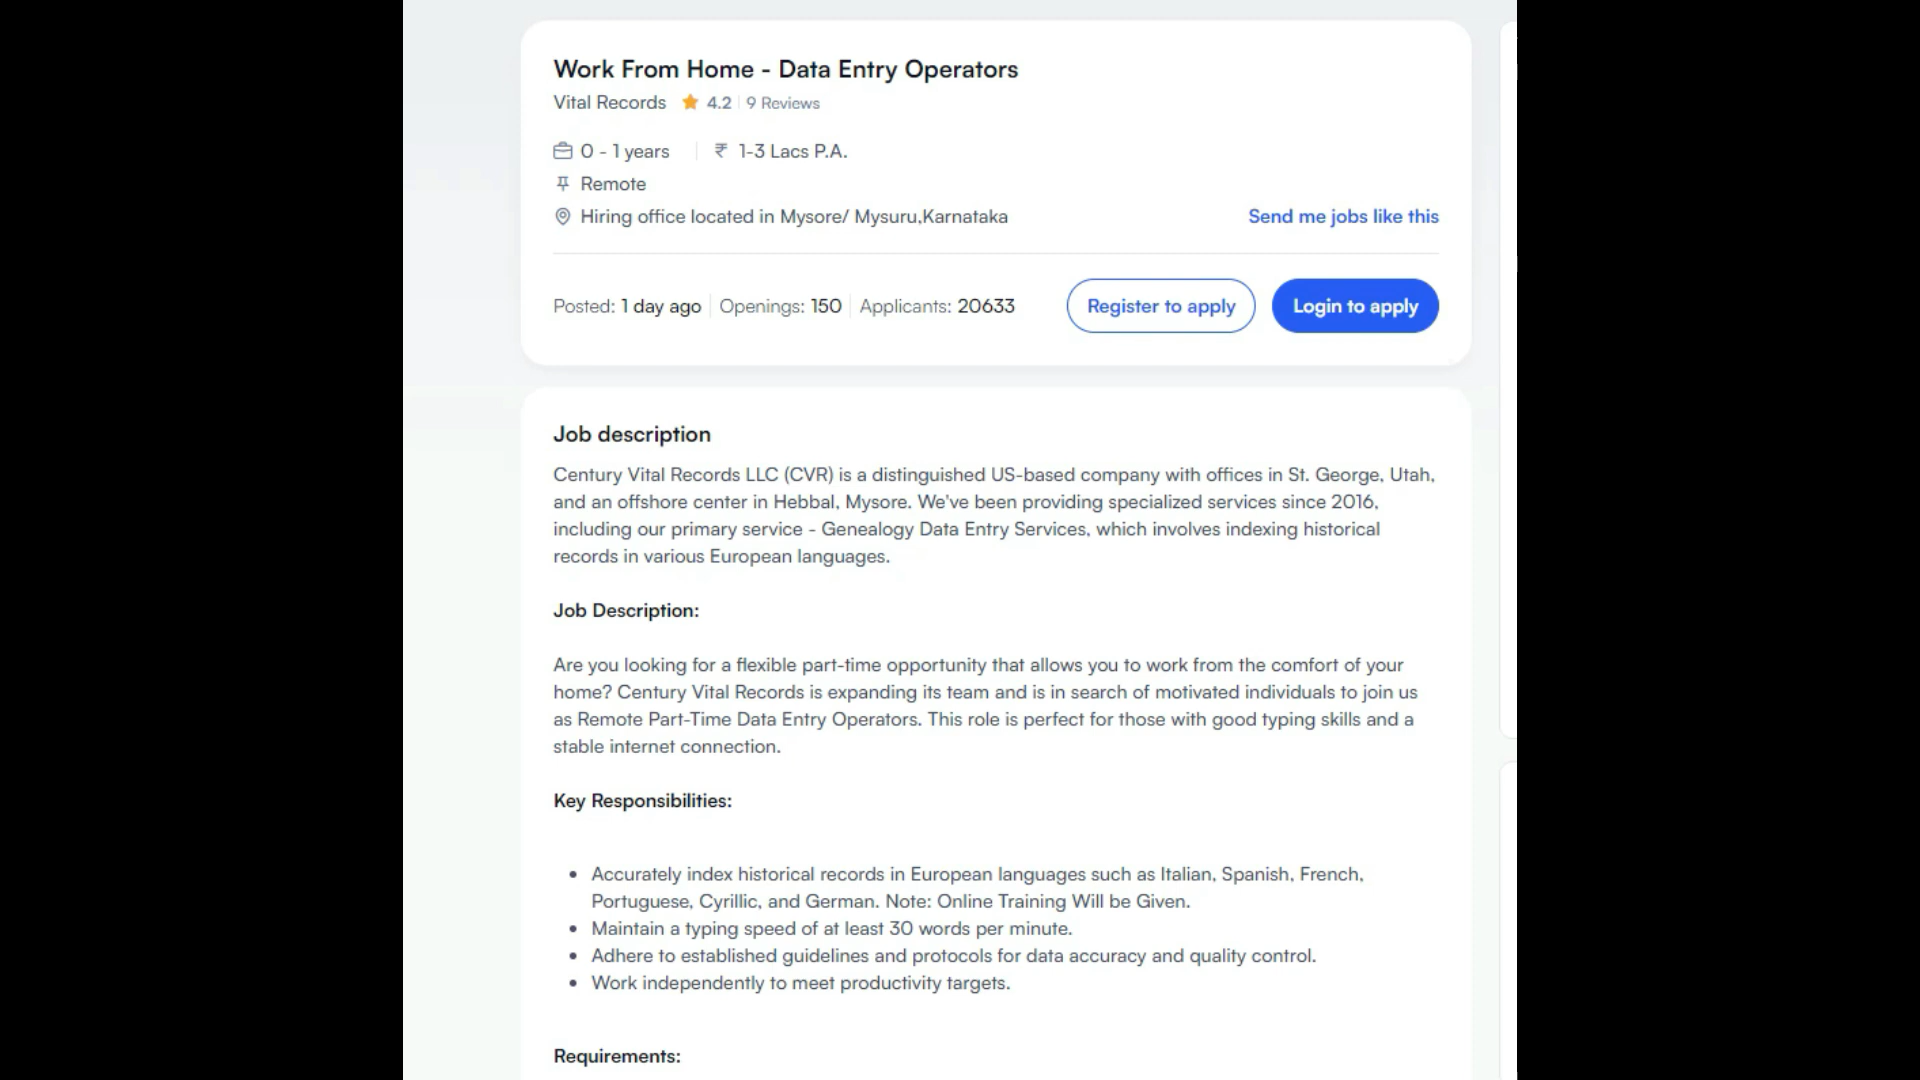 Work From Home - Data Entry Operators
Vital Records 4.2 9 Reviews
0 - 1 years ₹ 1-3 Lacs P.A.
Remote
Hiring office located in Mysore/ Mysuru,Karnataka Send me jobs like this
Posted: 1 day ago Openings: 150 Applicants: 20633 Register to apply Login to apply
Job description
Century Vital Records LLC (CVR) is a distinguished US-based company with offices in St. George, Utah,
and an offshore center in Hebbal, Mysore. We've been providing specialized services since 2016,
including our primary service - Genealogy Data Entry Services, which involves indexing historical
records in various European languages.
Job Description:
Are you looking for a flexible part-time opportunity that allows you to work from the comfort of your
home? Century Vital Records is expanding its team and is in search of motivated individuals to join us
as Remote Part-Time Data Entry Operators. This role is perfect for those with good typing skills and a
stable internet connection.
Key Responsibilities:
• Accurately index historical records in European languages such as Italian, Spanish, French,
Portuguese, Cyrillic, and German. Note: Online Training Will be Given.
• Maintain a typing speed of at least 30 words per minute.
• Adhere to established guidelines and protocols for data accuracy and quality control.
• Work independently to meet productivity targets.
Requirements: